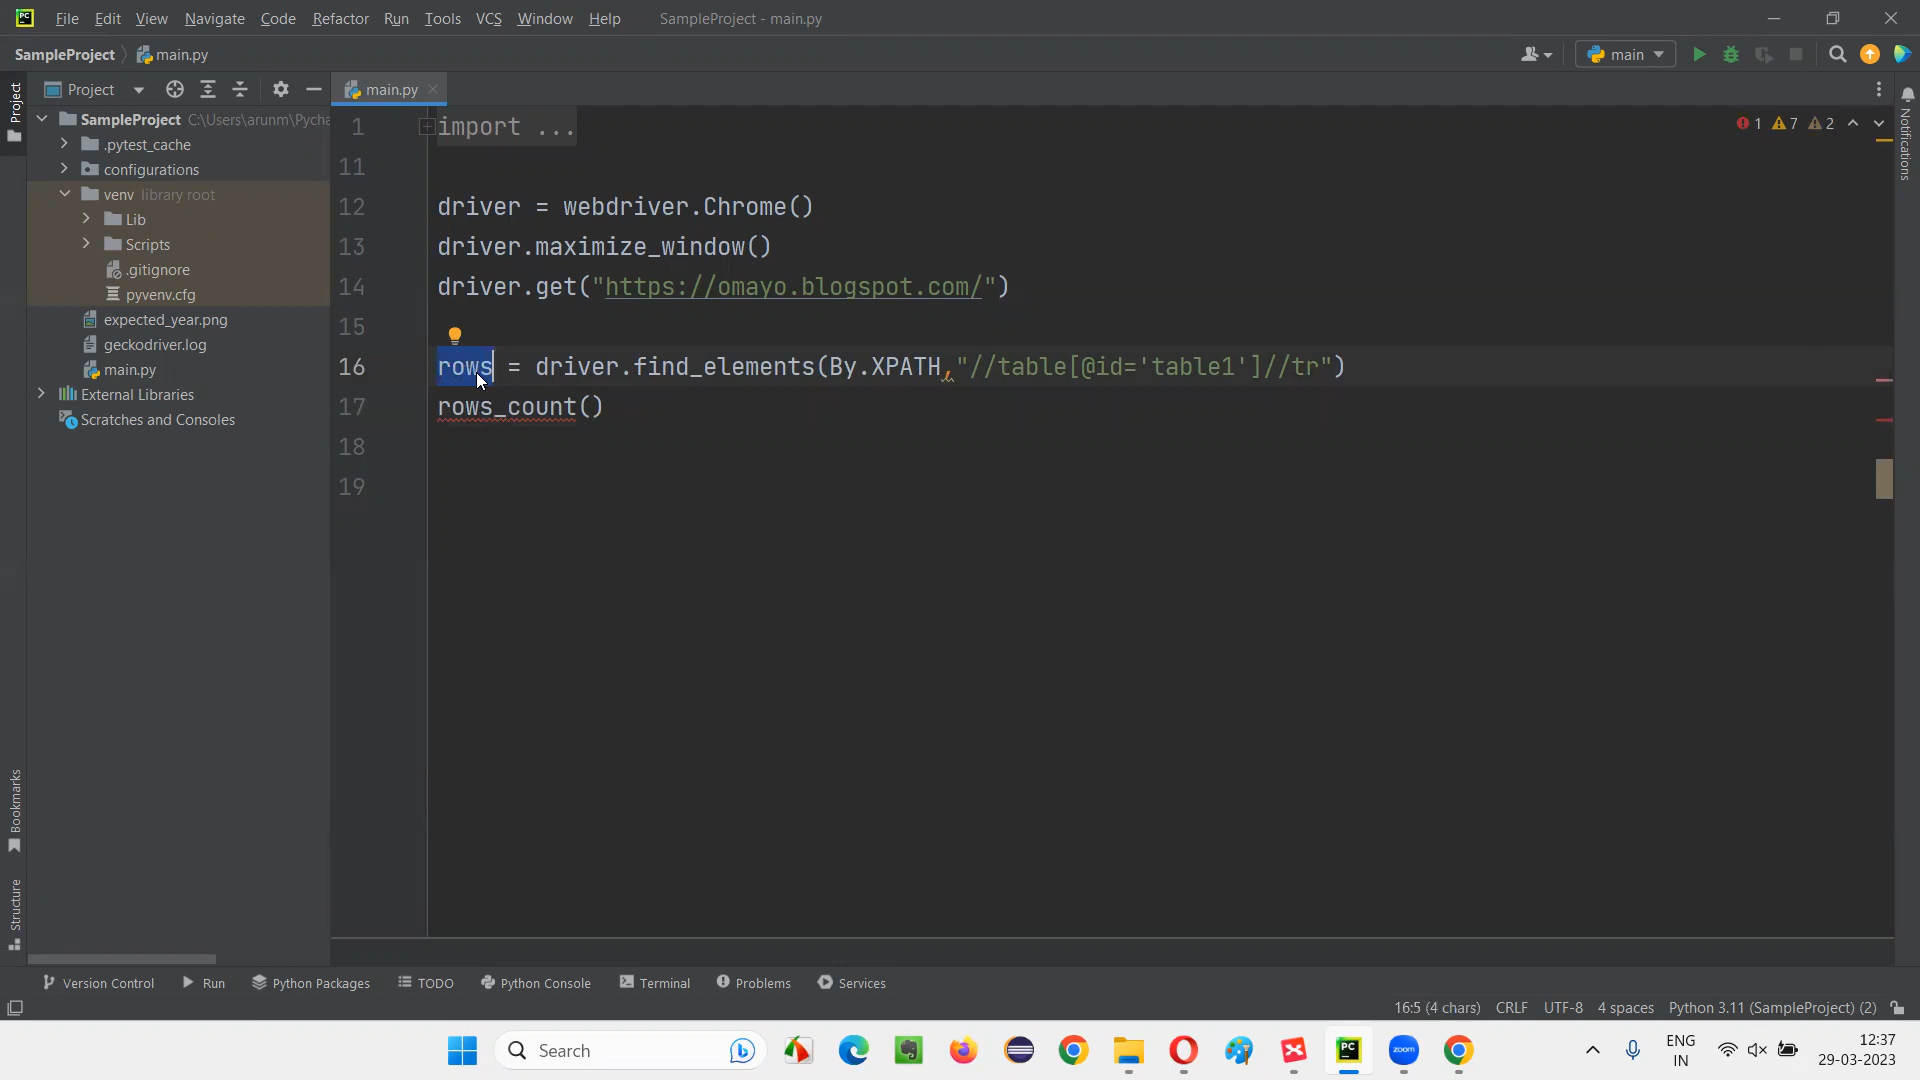 PC File Edit View Navigate Code Refactor Run Tools VCS Window Help SampleProject - main.py
SampleProject main.py main
Project main.py
SampleProject C:\Users\arunm\Pycha
.pytest_cache
configurations
venv library root
Lib
Scripts
.gitignore
pyvenv.cfg
expected_year.png
geckodriver.log
main.py
External Libraries
Scratches and Consoles
Project
Bookmarks
Structure
1 import ...
11
12 driver = webdriver.Chrome()
13 driver.maximize_window()
14 driver.get("https://omayo.blogspot.com/")
15
16 rows = driver.find_elements(By.XPATH,"//table[@id='table1']//tr")
17 rows_count()
18
19
1 7 2
Notifications
Version Control Run Python Packages TODO Python Console Terminal Problems Services
16:5 (4 chars) CRLF UTF-8 4 spaces Python 3.11 (SampleProject) (2)
Search PC zoom ENG IN 12:37
29-03-2023